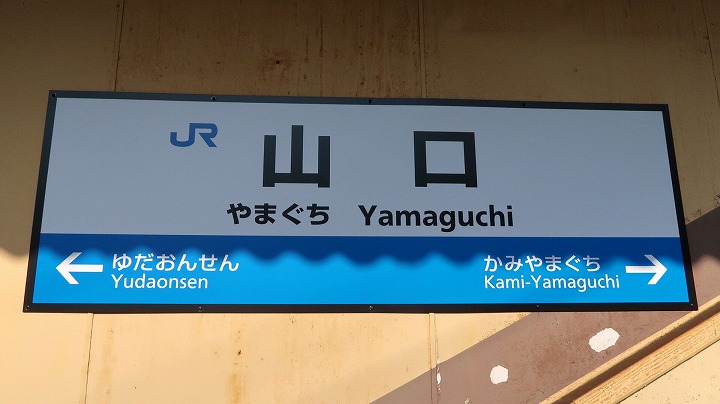 JR 山口
やまぐち Yamaguchi
← ゆだおんせん かみやまぐち →
Yudaonsen Kami-Yamaguchi